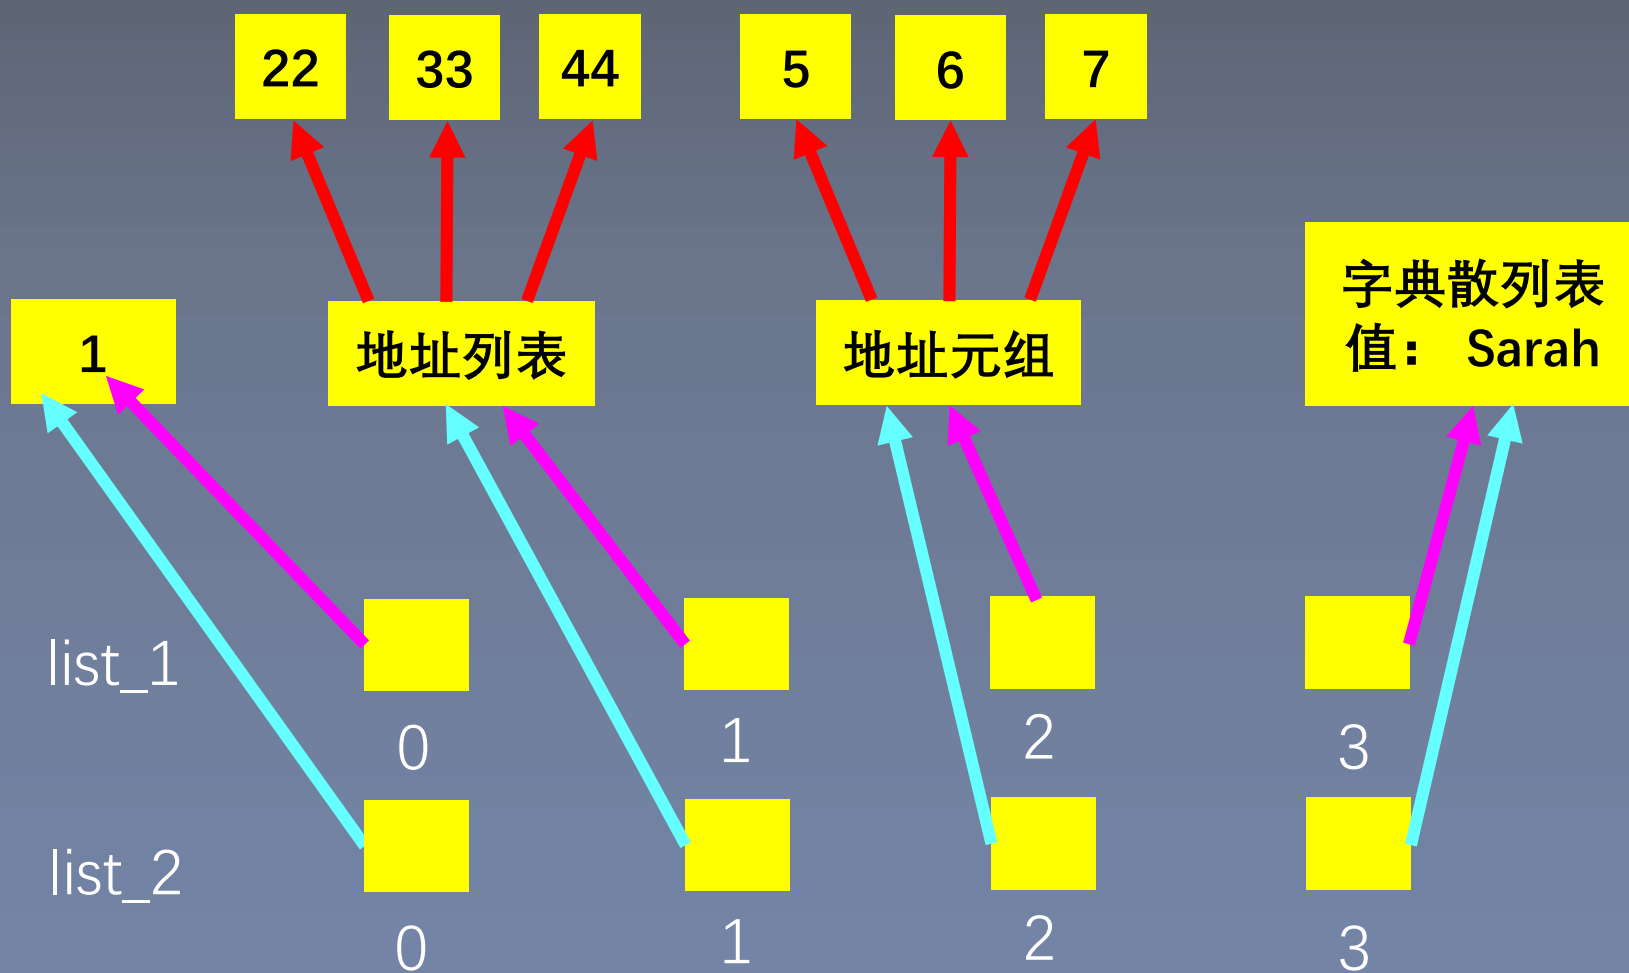 22 33 44 5 6 7
字典散列表
值： Sarah
1 地址列表 地址元组
list_1
0 1 2 3
list_2
0 1 2 3